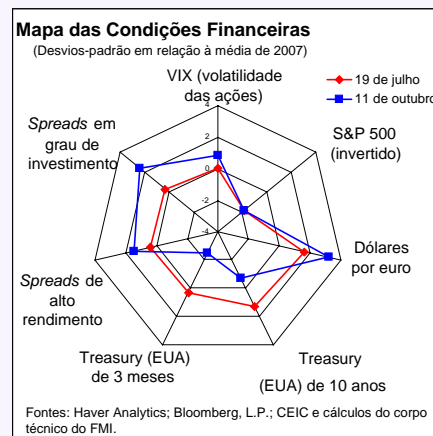 Mapa das Condições Financeiras
(Desvios-padrão em relação à média de 2007)
VIX (volatilidade
das ações)
19 de julho
11 de outubro
S&P 500
(invertido)
Dólares
por euro
Treasury
(EUA) de 10 anos
Treasury (EUA)
de 3 meses
Spreads de
alto
rendimento
Spreads em
grau de
investimento
4
2
0
-2
-4
Fontes: Haver Analytics; Bloomberg, L.P.; CEIC e cálculos do corpo
técnico do FMI.